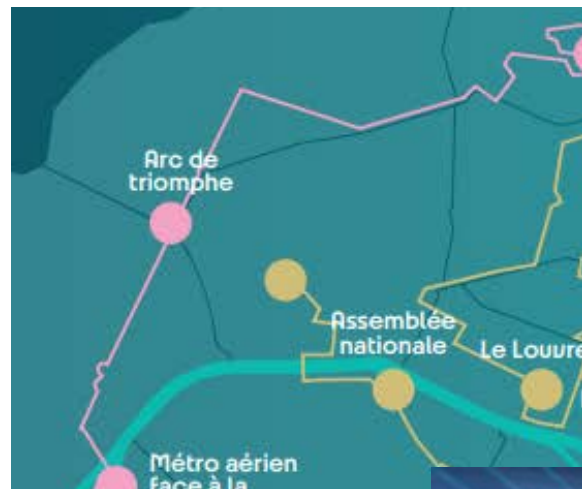 Arc de
triomphe
Assemblée
nationale
Le Louvre
Métro aérien
face à la